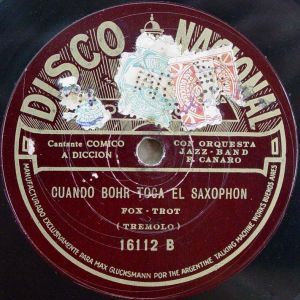 DISCO NACIONAL
Cantante COMICO
A DICCION
CON ORQUESTA
JAZZ-BAND
F. CANARO
CUANDO BOHR TOCA EL SAXOPHON
FOX-TROT
(TREMOLO)
16112 B
MANUFACTURADO EXCLUSIVAMENTE PARA MAX GLUCKSMANN POR THE ARGENTINE TALKING MACHINE WORKS BUENOS AIRES